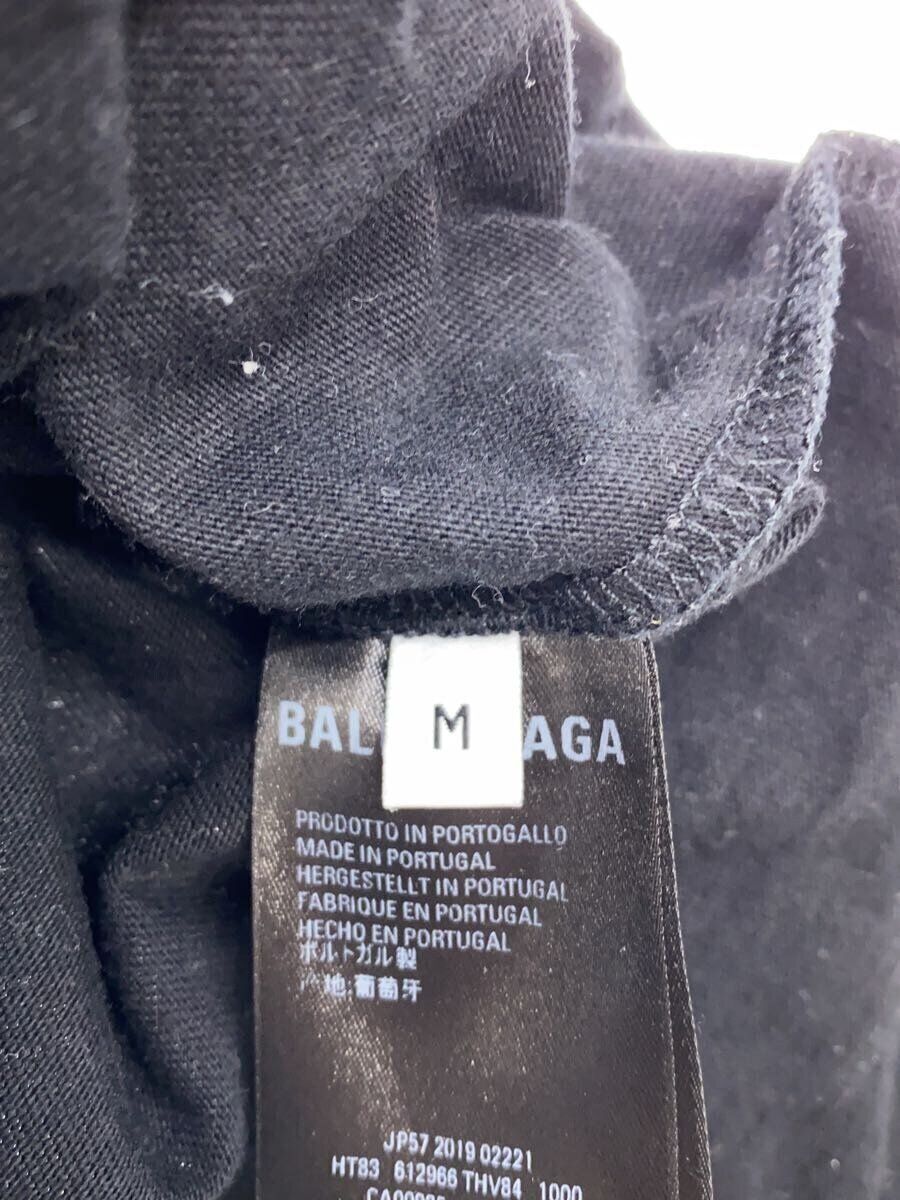 M
BAL AGA
PRODOTTO IN PORTOGALLO
MADE IN PORTUGAL
HERGESTELLT IN PORTUGAL
FABRIQUE EN PORTUGAL
HECHO EN PORTUGAL
ポルトガル製
产地:葡萄牙
JP57 2019 02221
HT83 612966 THV84 1000